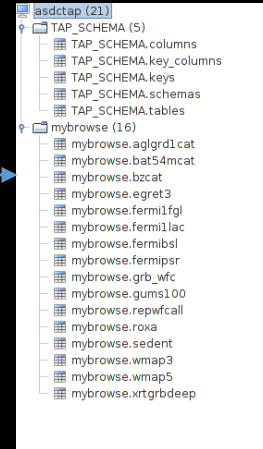 asdctap (21)
TAP_SCHEMA (5)
TAP_SCHEMA.columns
TAP_SCHEMA.key_columns
TAP_SCHEMA.keys
TAP_SCHEMA.schemas
TAP_SCHEMA.tables
mybrowse (16)
mybrowse.aglgrd1cat
mybrowse.bat54mcat
mybrowse.bzcat
mybrowse.egret3
mybrowse.fermi1fgl
mybrowse.fermi1lac
mybrowse.fermibsl
mybrowse.fermipsr
mybrowse.grb_wfc
mybrowse.gums100
mybrowse.repwfcall
mybrowse.roxa
mybrowse.sedent
mybrowse.wmap3
mybrowse.wmap5
mybrowse.xrtgrbdeep